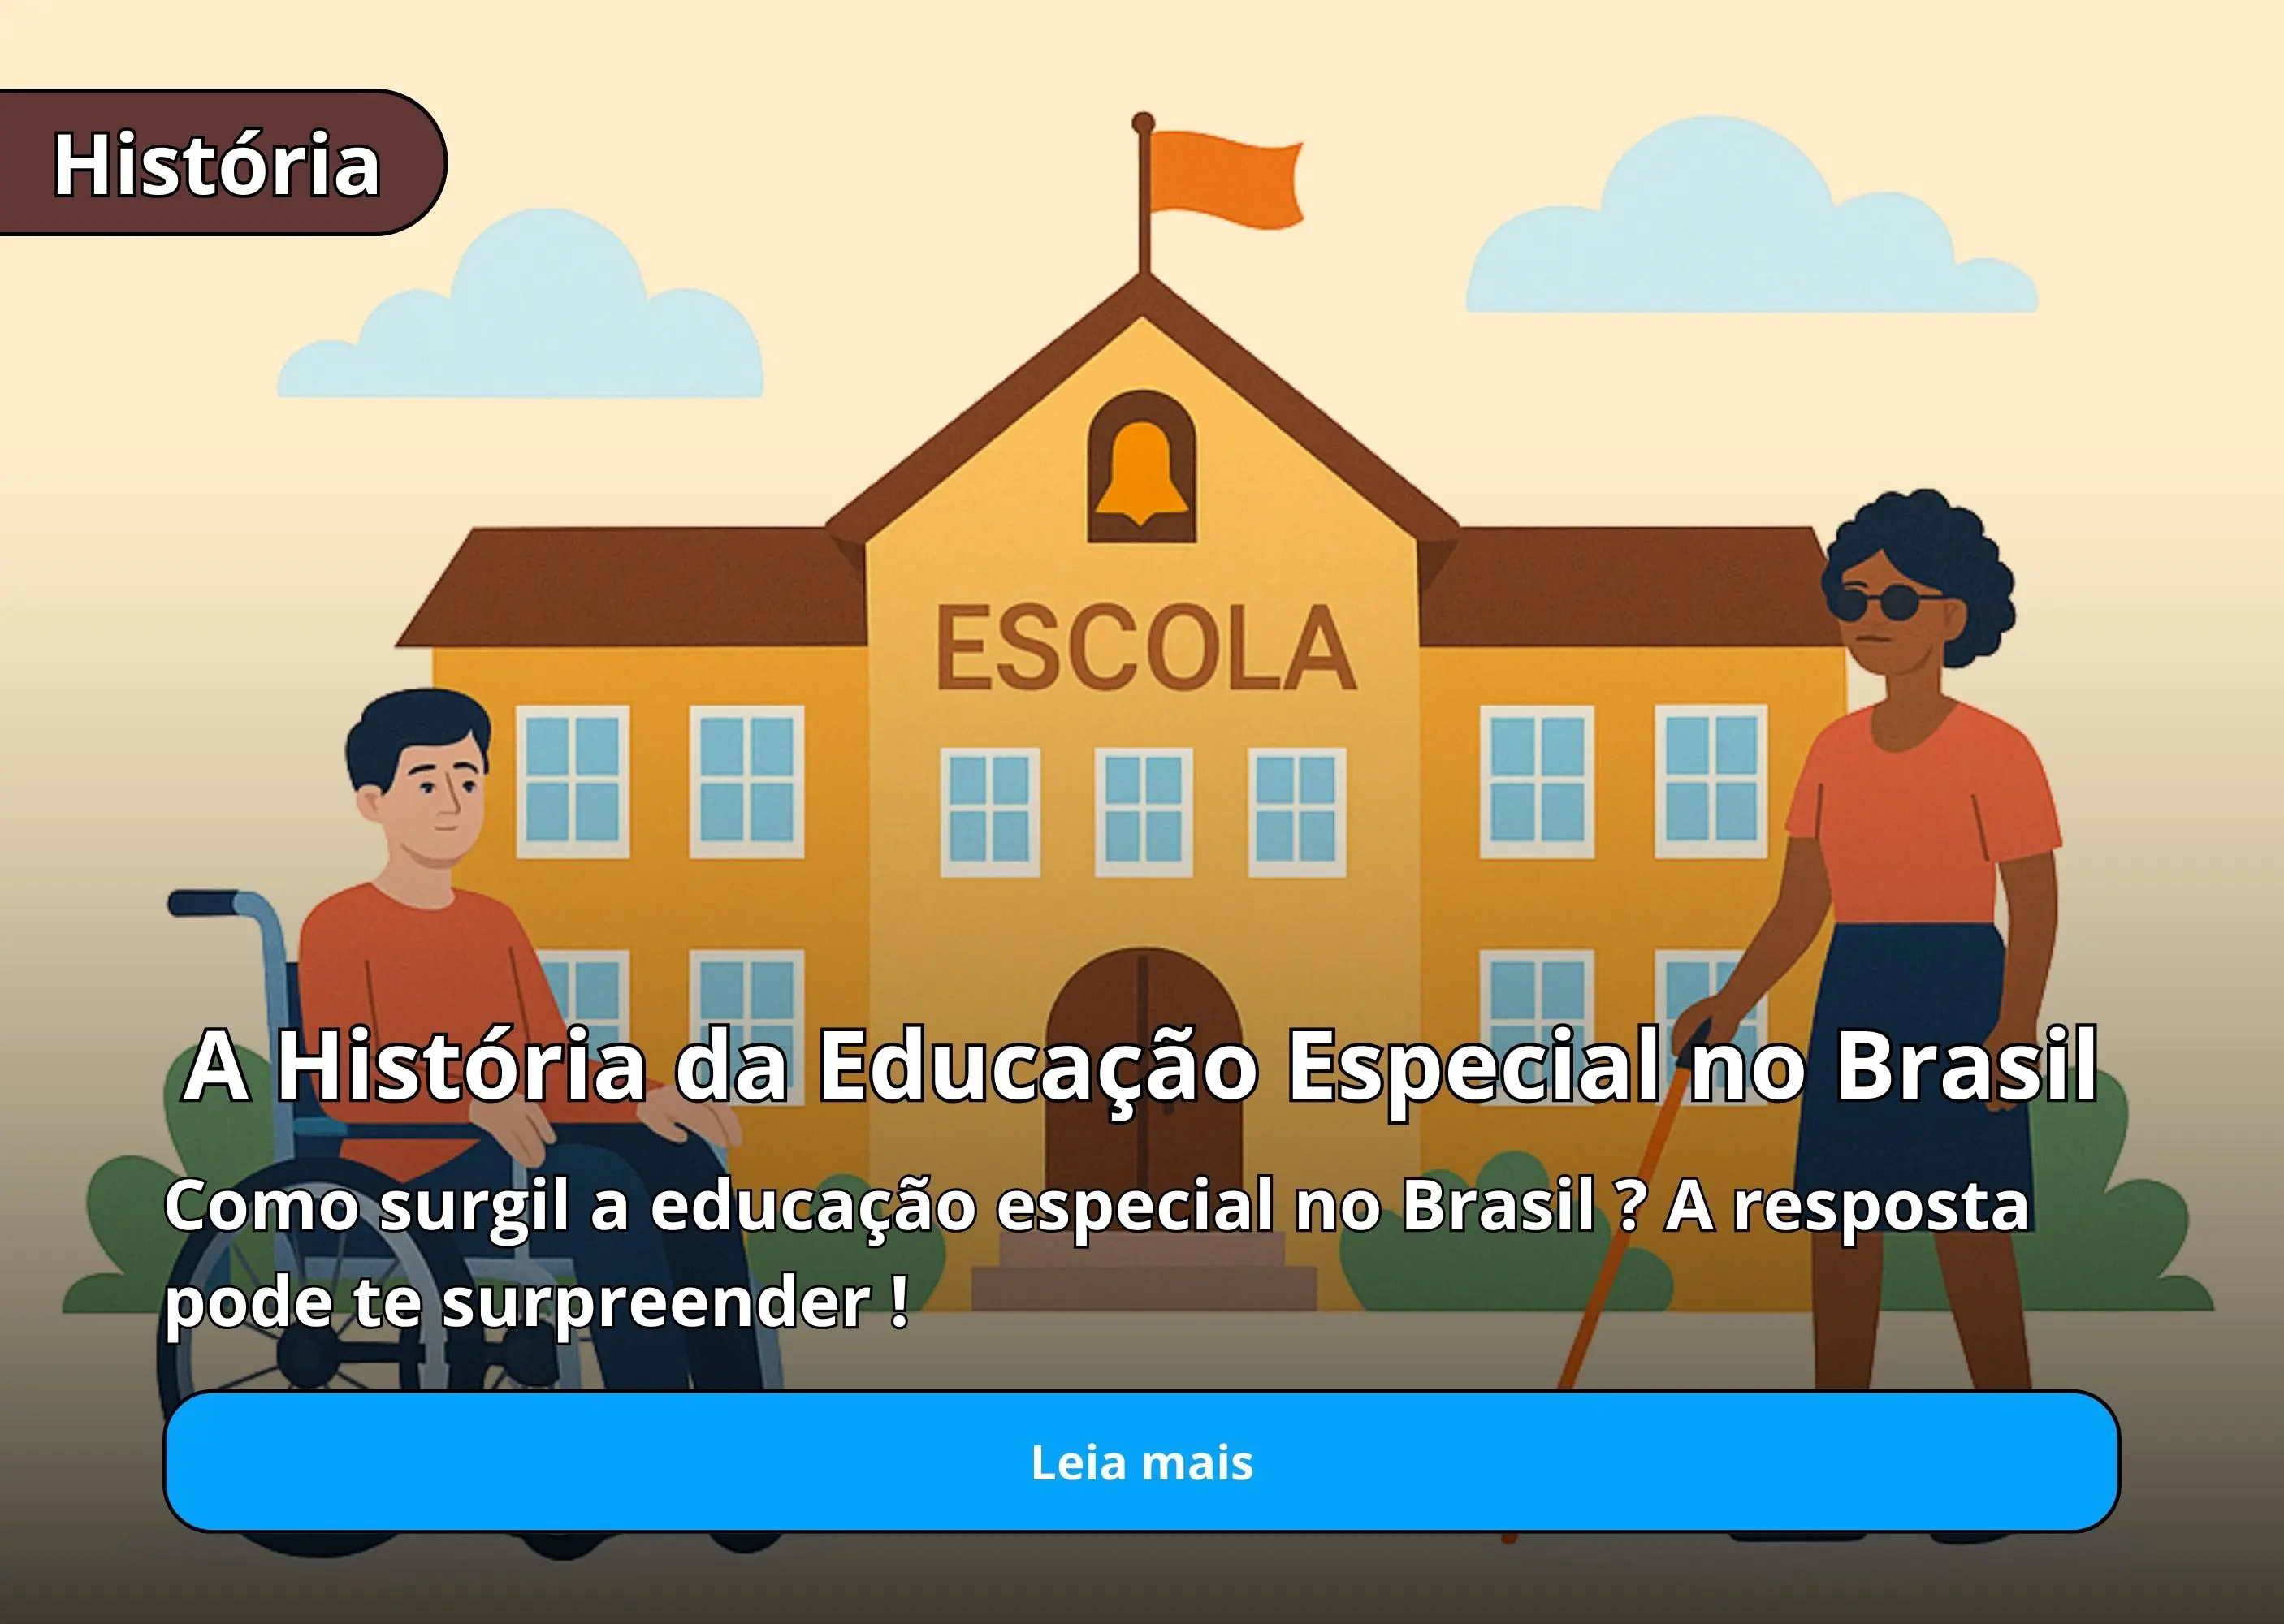 História
ESCOLA
A História da Educação Especial no Brasil
Como surgil a educação especial no Brasil ? A resposta
pode te surpreender !
Leia mais